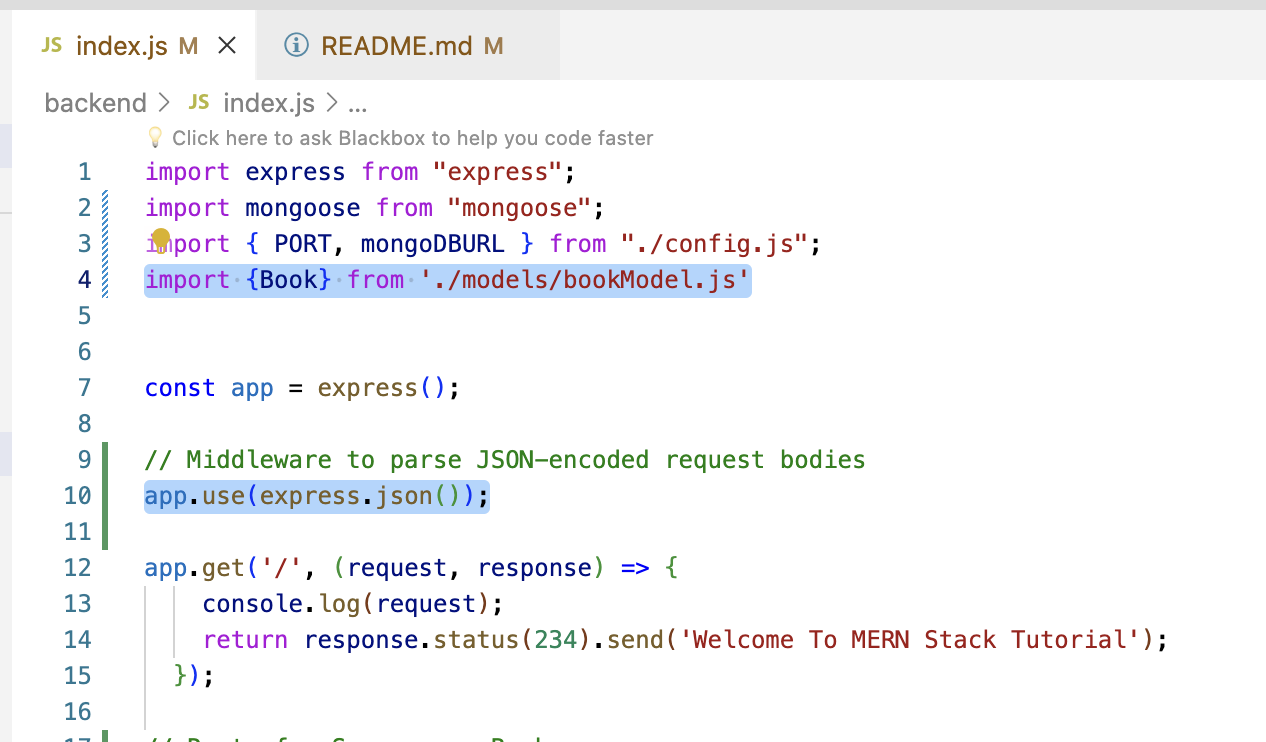 JS index.js M
README.md M
backend > JS index.js > ...
Click here to ask Blackbox to help you code faster
1 import express from "express";
2 import mongoose from "mongoose";
3 import { PORT, mongoDBURL } from "./config.js";
4 import {Book} from './models/bookModel.js'
5
6
7 const app = express();
8
9 // Middleware to parse JSON-encoded request bodies
10 app.use(express.json());
11
12 app.get('/', (request, response) => {
13 console.log(request);
14 return response.status(234).send('Welcome To MERN Stack Tutorial');
15 });
16
17 //